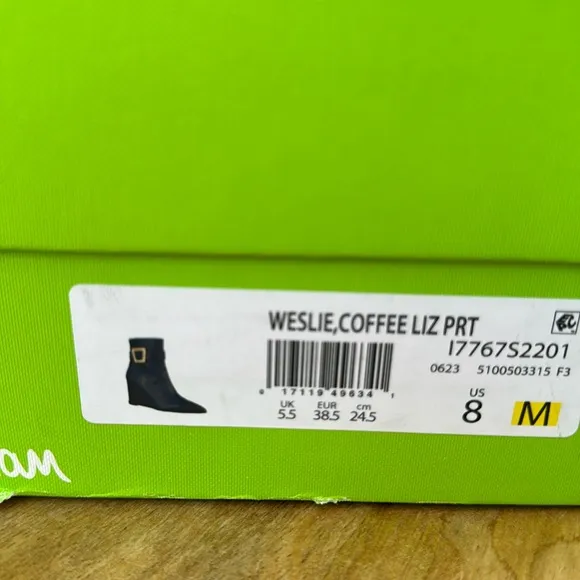 WESLIE,COFFEE LIZ PRT
I7767S2201
0623 5100503315 F3
0 17119 49634 1
UK EUR cm
5.5 38.5 24.5
US
8 M
am